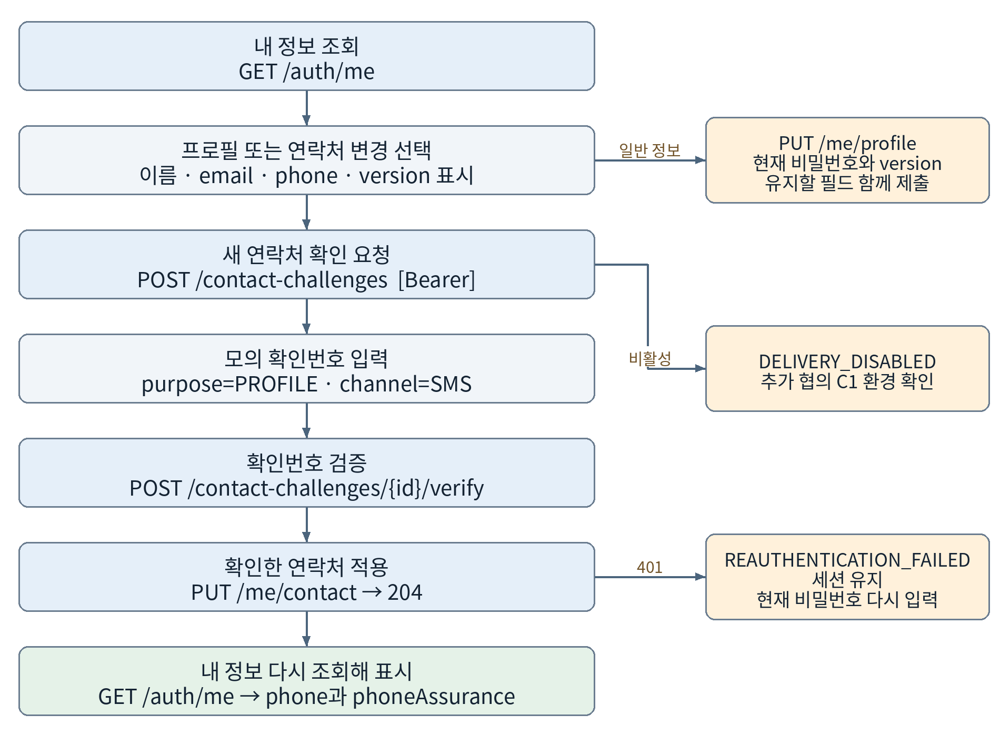 내 정보 조회
GET /auth/me
프로필 또는 연락처 변경 선택
이름 · email · phone · version 표시
일반 정보
PUT /me/profile
현재 비밀번호와 version
유지할 필드 함께 제출
새 연락처 확인 요청
POST /contact-challenges [Bearer]
모의 확인번호 입력
purpose=PROFILE · channel=SMS
비활성
DELIVERY_DISABLED
추가 협의 C1 환경 확인
확인번호 검증
POST /contact-challenges/{id}/verify
확인한 연락처 적용
PUT /me/contact → 204
401
REAUTHENTICATION_FAILED
세션 유지
현재 비밀번호 다시 입력
내 정보 다시 조회해 표시
GET /auth/me → phone과 phoneAssurance